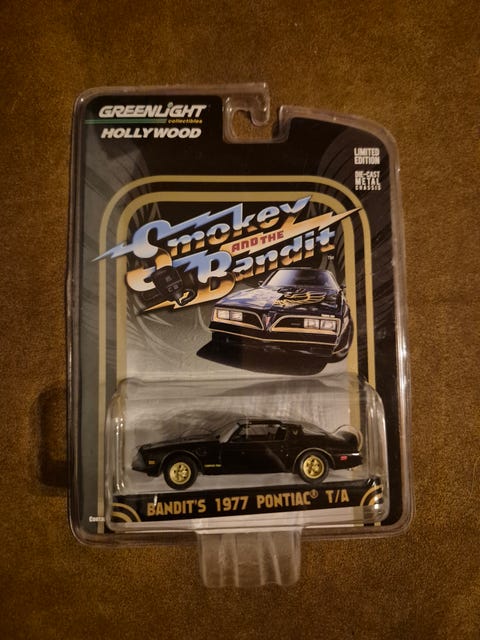 GREENLiGHT
collectibles
HOLLYWOOD
LIMITED
EDITION
DIE-CAST
METAL
CHASSIS
Smokey
AND THE
Bandit
BANDIT'S 1977 PONTIAC® T/A